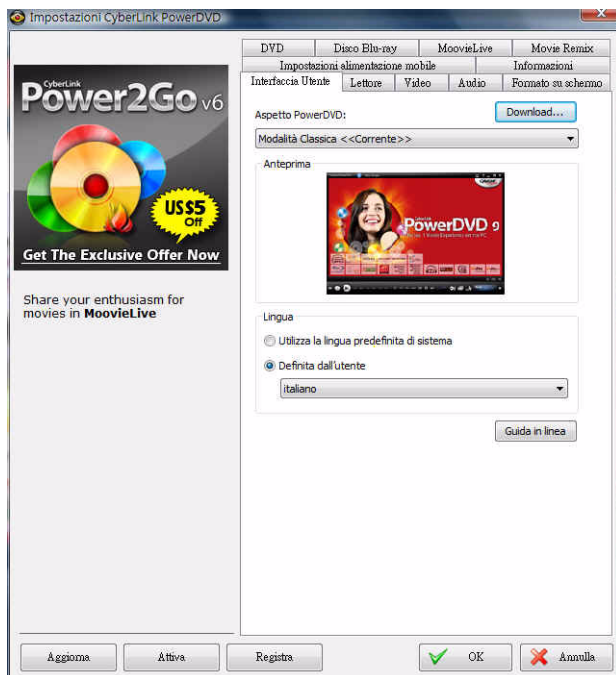 Impostazioni CyberLink PowerDVD
CyberLink
Power2Go v6
US$5
Off
Get The Exclusive Offer Now
Share your enthusiasm for
movies in MoovieLive
DVD
Disco Blu-ray
MoovieLive
Movie Remix
Impostazioni alimentazione mobile
Informazioni
Interfaccia Utente
Lettore
Video
Audio
Formato su schermo
Aspetto PowerDVD:
Download...
Modalità Classica <<Corrente>>
Anteprima
CyberLink
PowerDVD 9
Lingua
Utilizza la lingua predefinita di sistema
Definita dall'utente
italiano
Guida in linea
Aggiorna
Attiva
Registra
OK
Annulla